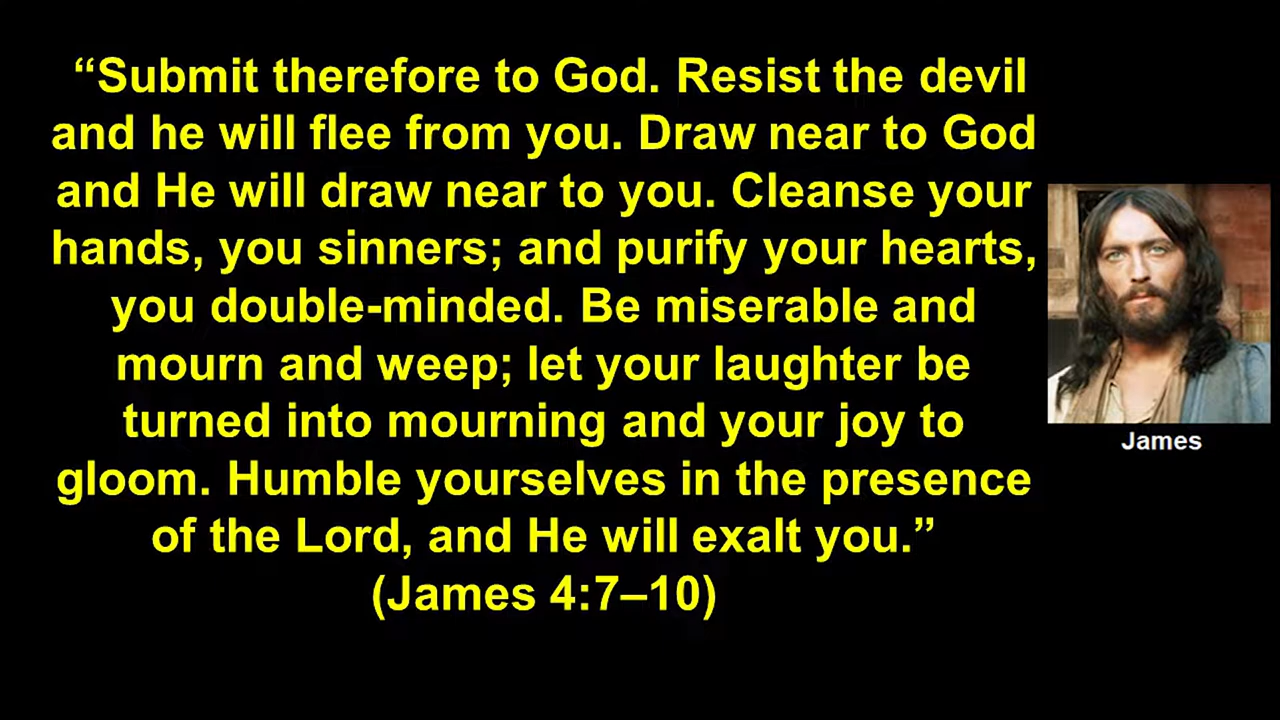 “Submit therefore to God. Resist the devil
and he will flee from you. Draw near to God
and He will draw near to you. Cleanse your
hands, you sinners; and purify your hearts,
you double-minded. Be miserable and
mourn and weep; let your laughter be
turned into mourning and your joy to
gloom. Humble yourselves in the presence
of the Lord, and He will exalt you.”
(James 4:7–10)
James